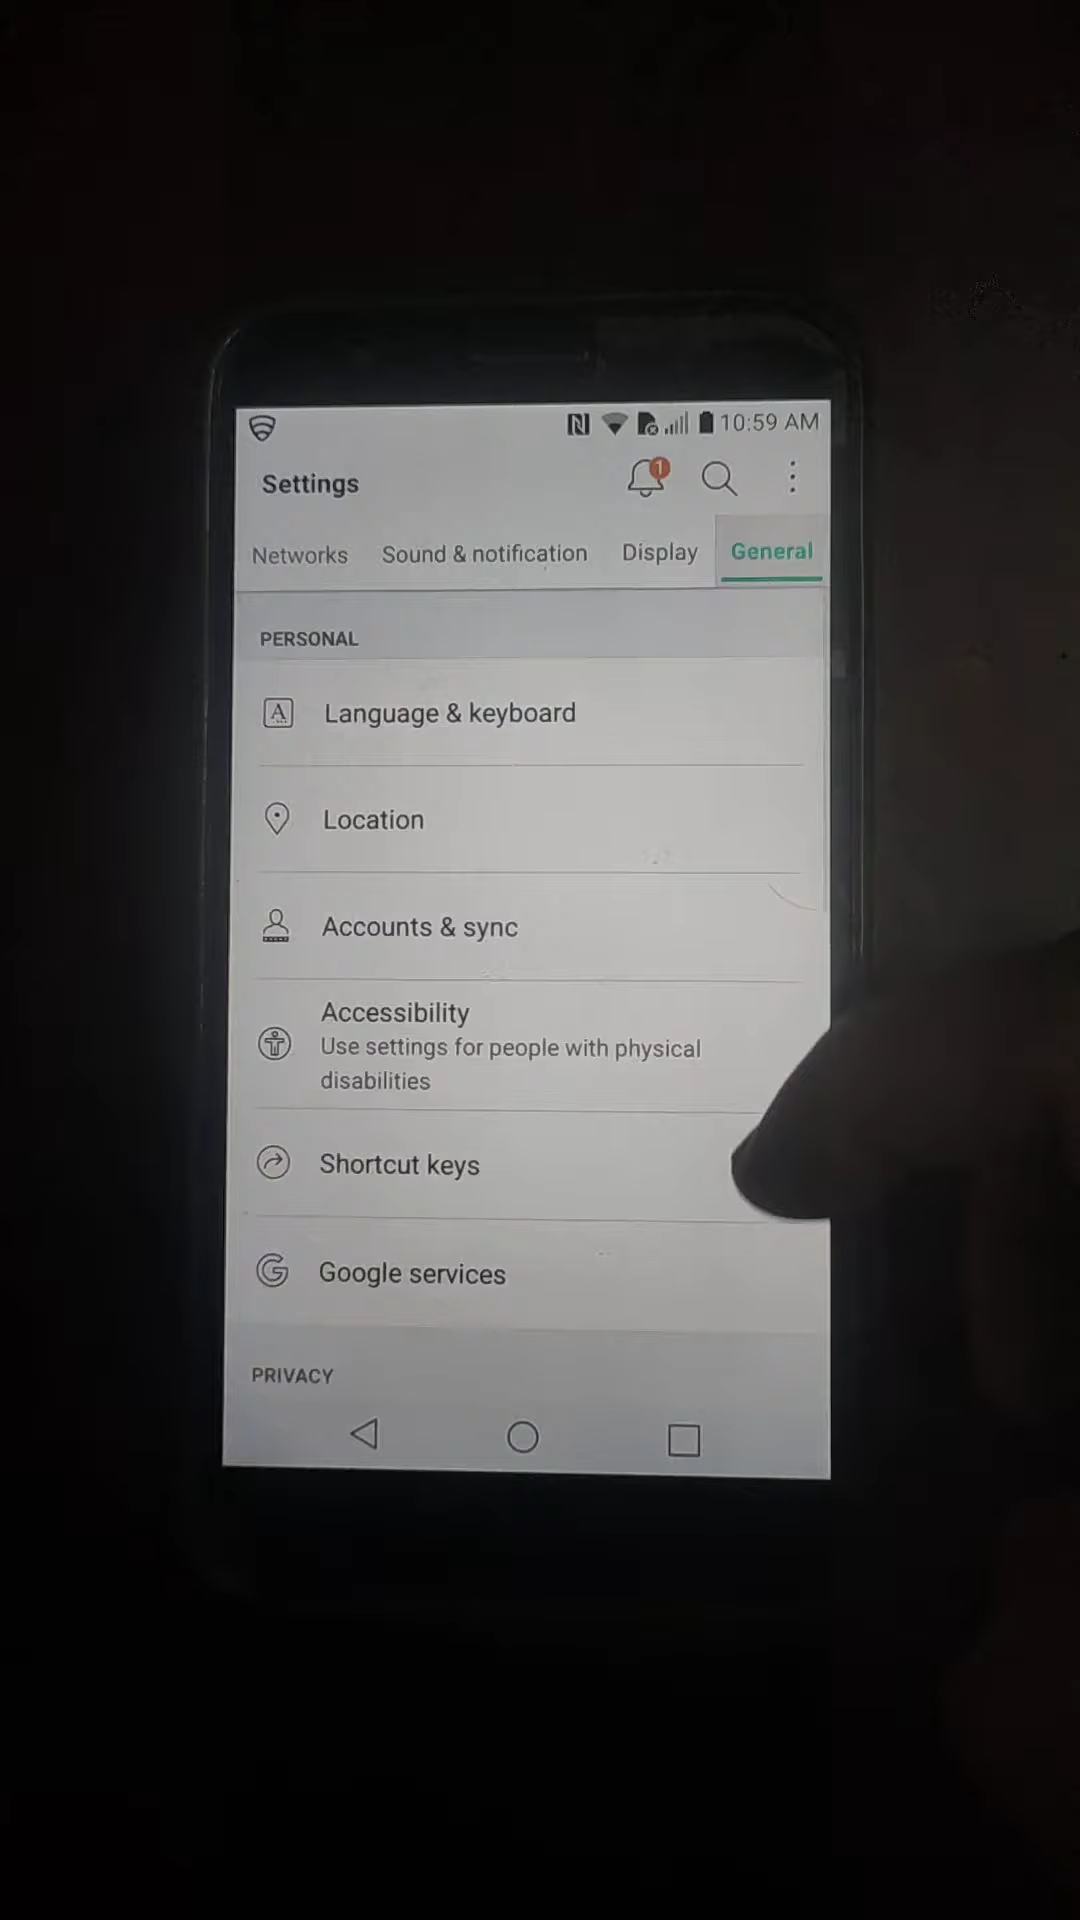 10:59 AM
Settings
1
Networks Sound & notification Display General
PERSONAL
A
Language & keyboard
Location
Accounts & sync
Accessibility
Use settings for people with physical
disabilities
Shortcut keys
G
Google services
PRIVACY